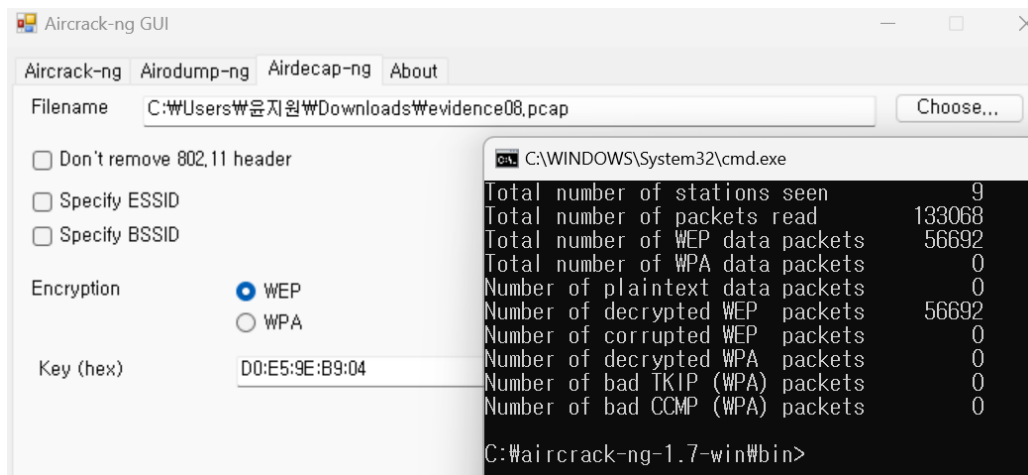 Aircrack-ng GUI
Aircrack-ng Airodump-ng Airdecap-ng About
Filename C:₩Users₩윤지원₩Downloads₩evidence08.pcap Choose...
Don't remove 802.11 header
Specify ESSID
Specify BSSID
Encryption WEP
WPA
Key (hex) D0:E5:9E:B9:04
C:\WINDOWS\System32\cmd.exe
Total number of stations seen 9
Total number of packets read 133068
Total number of WEP data packets 56692
Total number of WPA data packets 0
Number of plaintext data packets 0
Number of decrypted WEP packets 56692
Number of corrupted WEP packets 0
Number of decrypted WPA packets 0
Number of bad TKIP (WPA) packets 0
Number of bad CCMP (WPA) packets 0
C:₩aircrack-ng-1.7-win₩bin>